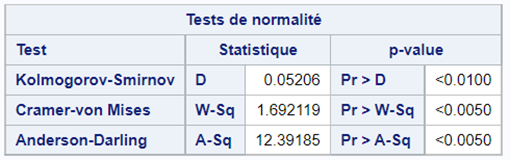 Tests de normalité
Test Statistique p-value
Kolmogorov-Smirnov D 0.05206 Pr > D <0.0100
Cramer-von Mises W-Sq 1.692119 Pr > W-Sq <0.0050
Anderson-Darling A-Sq 12.39185 Pr > A-Sq <0.0050